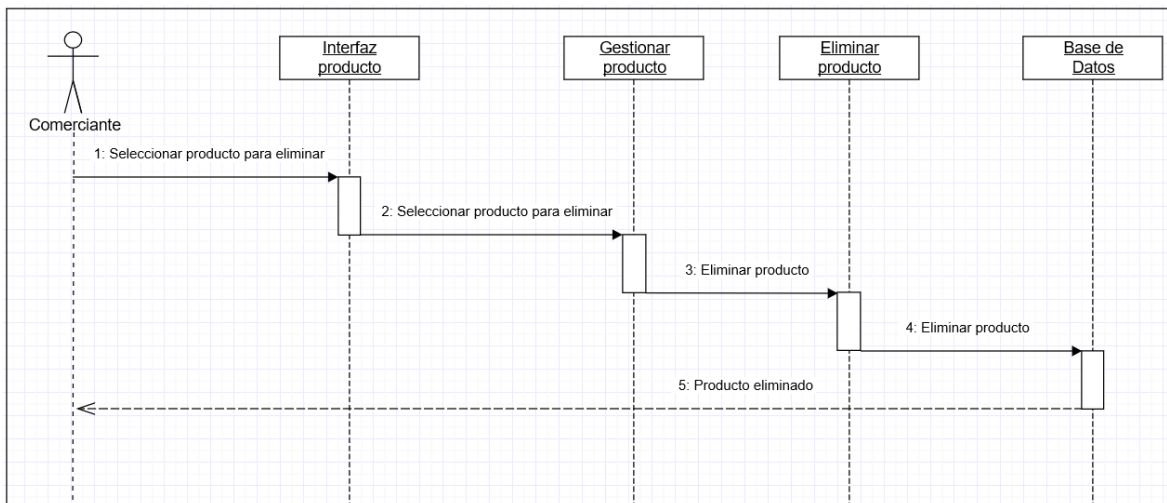 Interfaz
producto
Gestionar
producto
Eliminar
producto
Base de
Datos
Comerciante
1: Seleccionar producto para eliminar
2: Seleccionar producto para eliminar
3: Eliminar producto
4: Eliminar producto
5: Producto eliminado